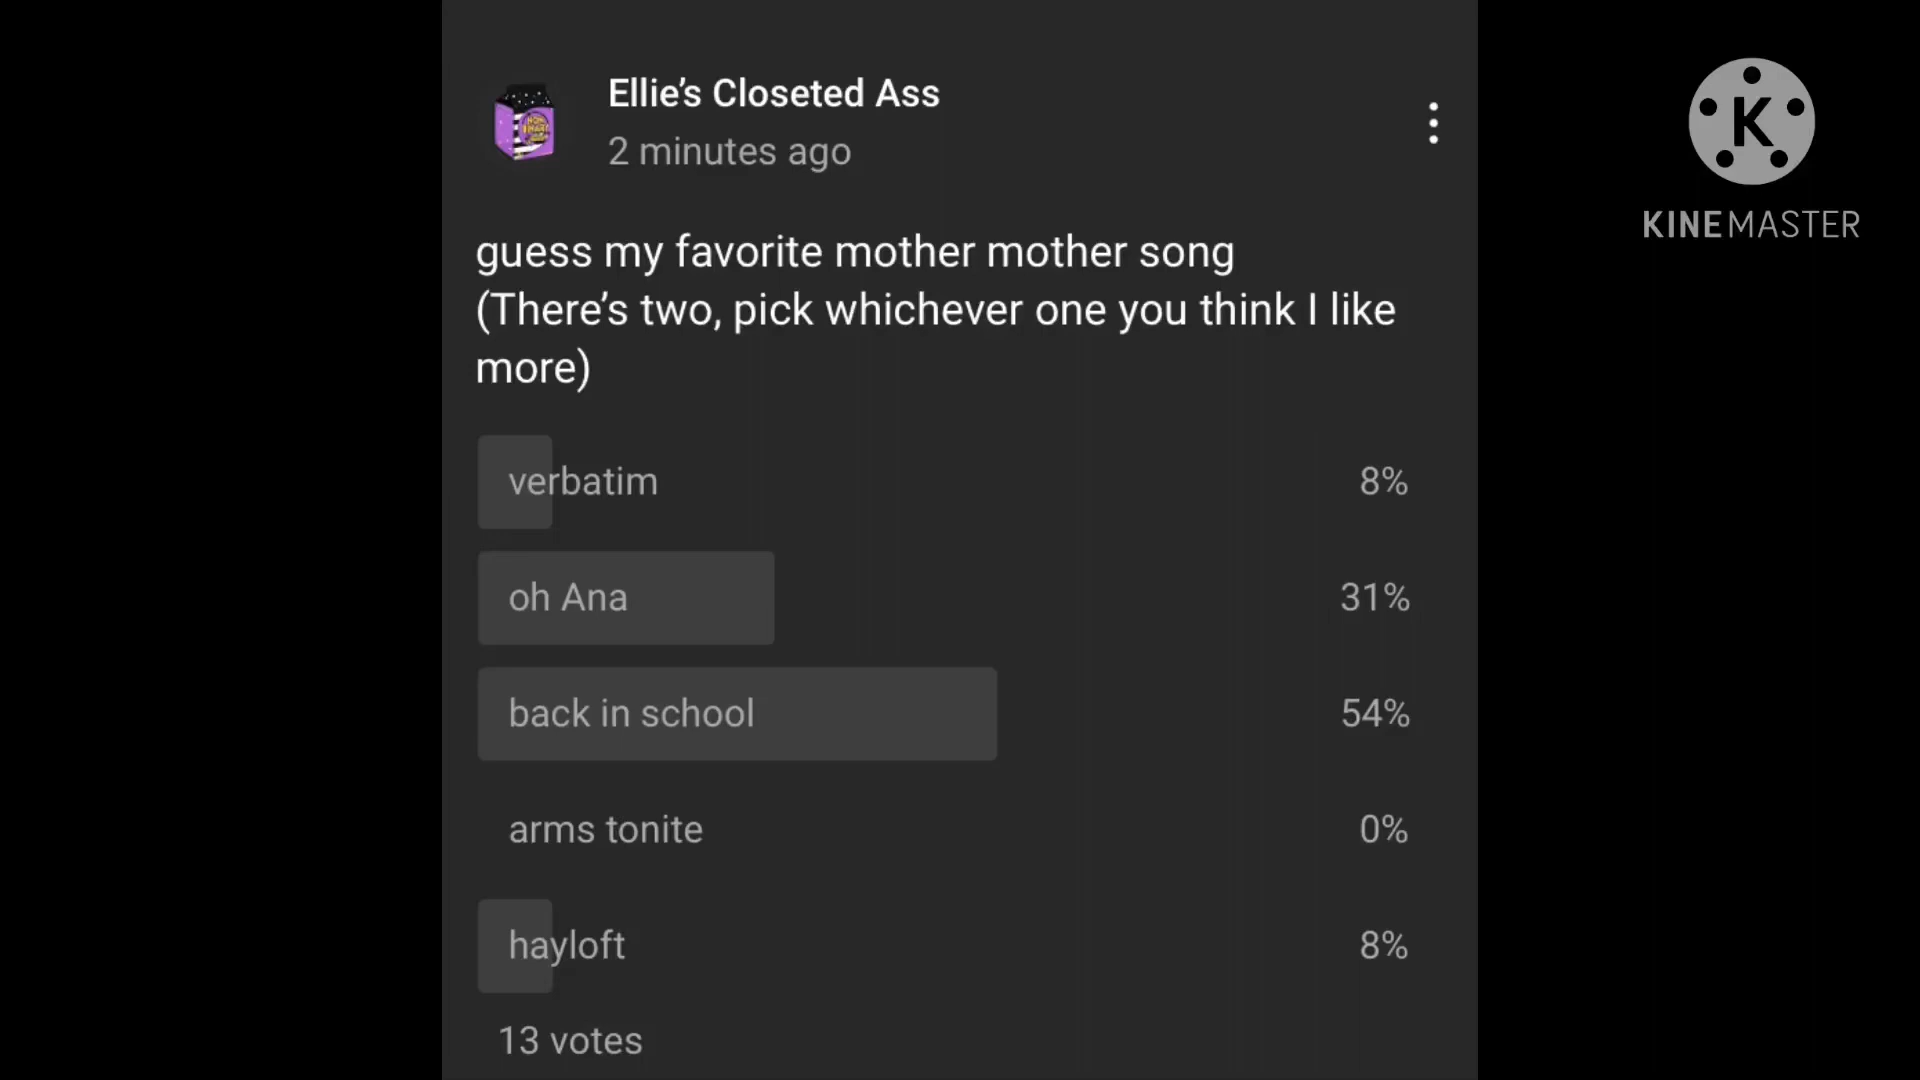 Ellie’s Closeted Ass
2 minutes ago
guess my favorite mother mother song
(There’s two, pick whichever one you think I like
more)
verbatim 8%
oh Ana 31%
back in school 54%
arms tonite 0%
hayloft 8%
13 votes
K
KINEMASTER